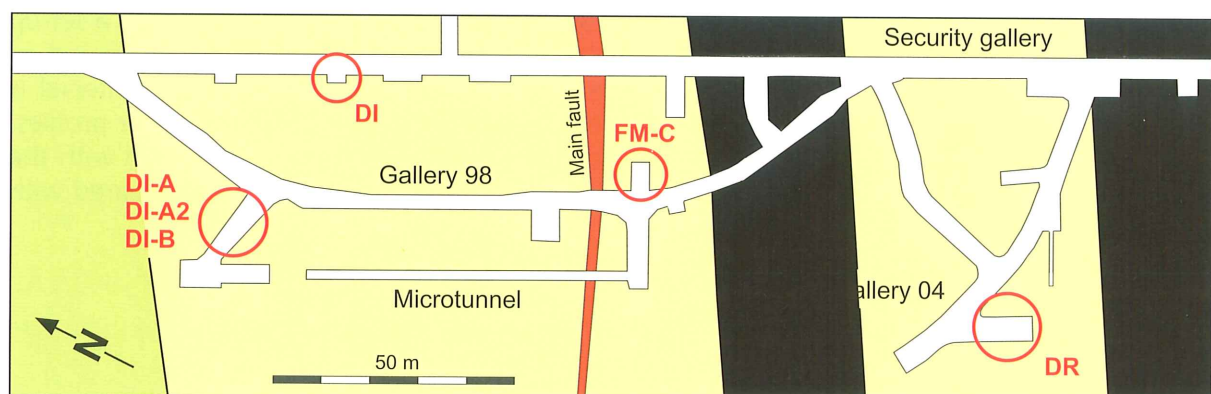 Security gallery
DI
Main fault
FM-C
Gallery 98
DI-A
DI-A2
DI-B
allery 04
Microtunnel
N
50 m
DR